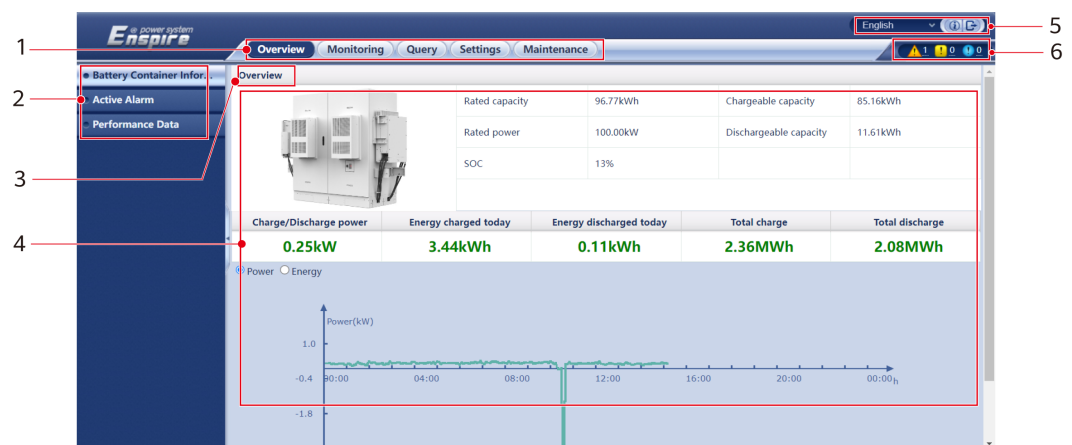 e power system
Enspire
English
5
1
Overview Monitoring Query Settings Maintenance
1 0 0
6
Battery Container Infor...
Overview
2
Active Alarm
Performance Data
Rated capacity 96.77kWh Chargeable capacity 85.16kWh
Rated power 100.00kW Dischargeable capacity 11.61kWh
SOC 13%
3
Charge/Discharge power Energy charged today Energy discharged today Total charge Total discharge
4
0.25kW 3.44kWh 0.11kWh 2.36MWh 2.08MWh
Power Energy
Power(kW)
1.0
-0.4 00:00 04:00 08:00 12:00 16:00 20:00 00:00 h
-1.8